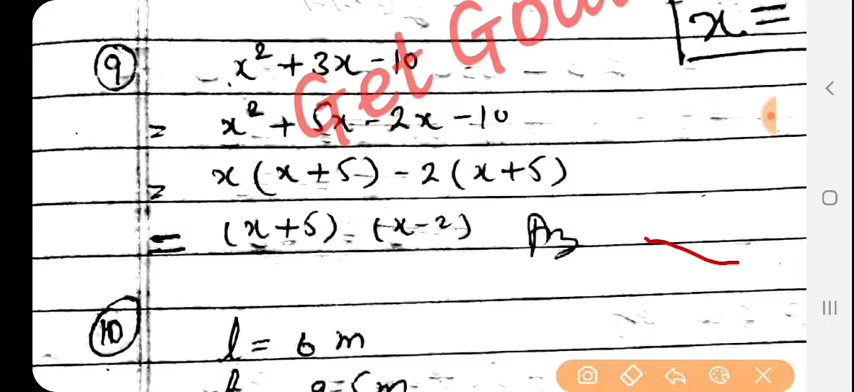 x =
⑨ x² + 3x - 10
= x² + 5x - 2x - 10
= x (x + 5) - 2 (x + 5)
= (x + 5) (x - 2) Ans
⑩ l = 6 m
Get Goa